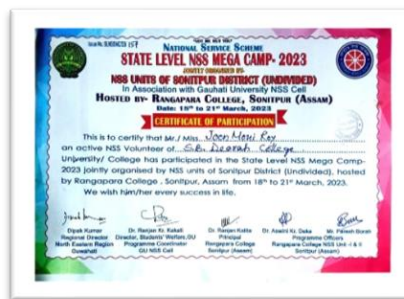 NATIONAL SERVICE SCHEME
STATE LEVEL NSS MEGA CAMP- 2023
JOINTLY ORGANISED BY-
NSS UNITS OF SONITPUR DISTRICT (UNDIVIDED)
In Association with Gauhati University NSS Cell
HOSTED BY- RANGAPARA COLLEGE, SONITPUR (ASSAM)
Date: 18th to 21st March, 2023
CERTIFICATE OF PARTICIPATION
This is to certify that Mr./ Miss. Joon Moni Roy
an active NSS Volunteer of S.B. Deorah College
University/ College has participated in the State Level NSS Mega Camp-
2023 jointly organised by NSS units of Sonitpur District (Undivided), hosted
by Rangapara College, Sonitpur, Assam from 18th to 21st March, 2023.
We wish him/her every success in life.
Dipak Kumar
Regional Director
North Eastern Region
Guwahati
Dr. Ranjan Kr. Kakati
Director, Students' Welfare, GU
Programme Coordinator
GU NSS Cell
Dr. Ranjan Kalita
Principal
Rangapara College
Sonitpur (Assam)
Dr. Aswini Kr. Deka
Mr. Palash Borah
Programme Officers
Rangapara College NSS Unit -I & II
Sonitpur (Assam)